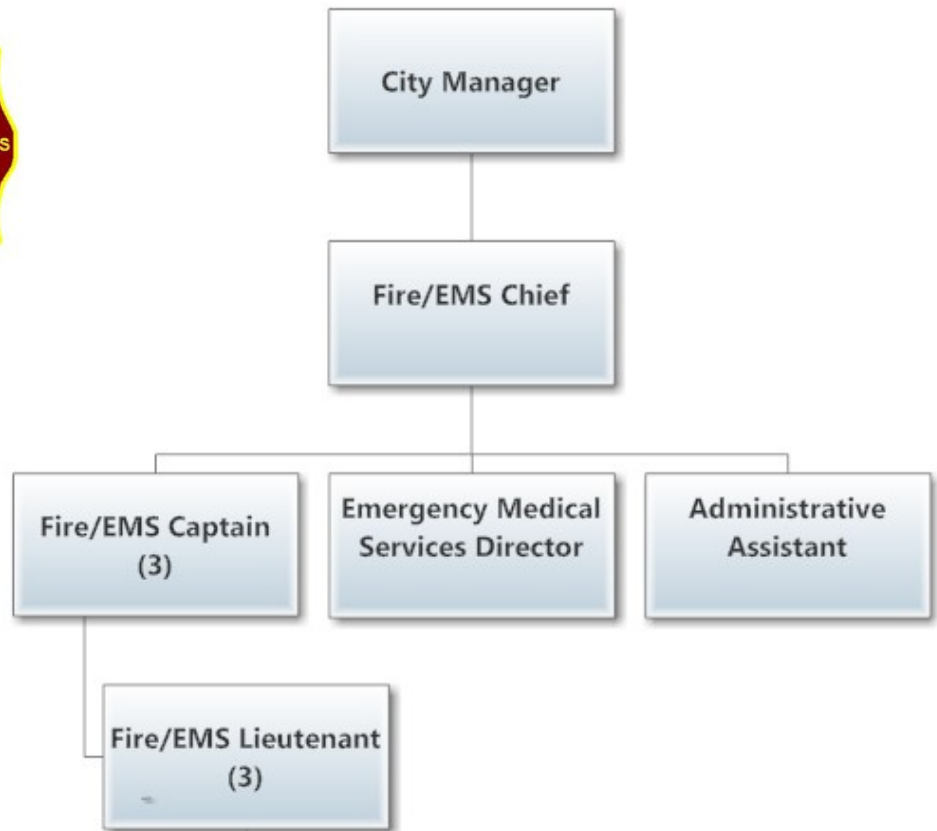 City Manager
S
Fire/EMS Chief
Fire/EMS Captain
(3)
Emergency Medical
Services Director
Administrative
Assistant
Fire/EMS Lieutenant
(3)